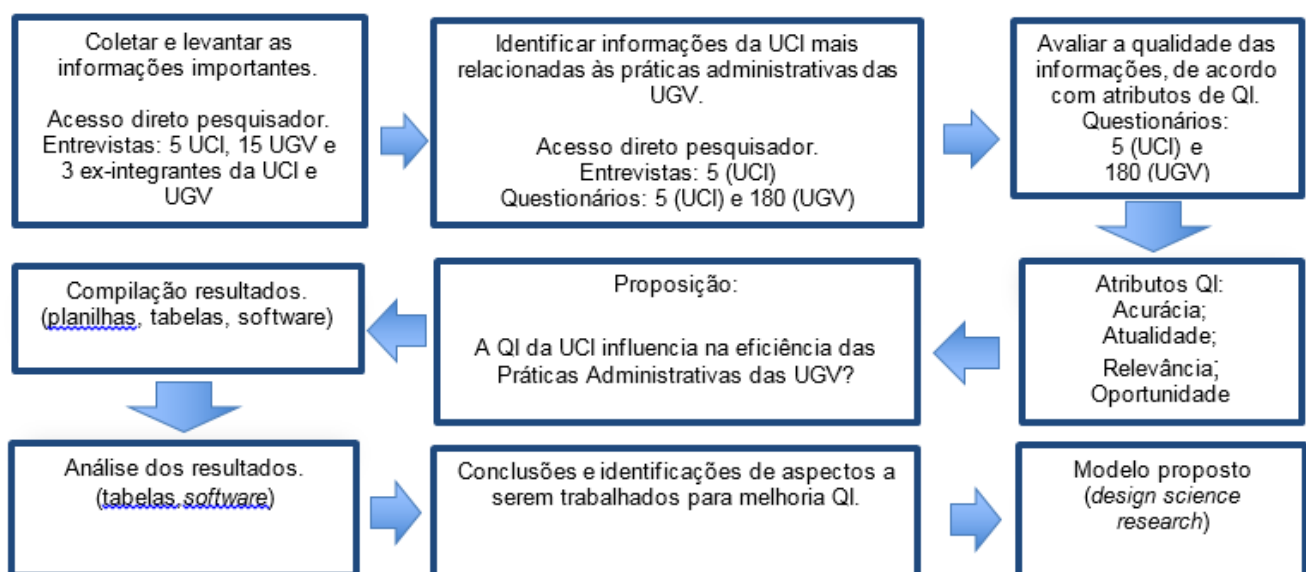 Coletar e levantar as
informações importantes.
Acesso direto pesquisador.
Entrevistas: 5 UCI, 15 UGV e
3 ex-integrantes da UCI e
UGV
Identificar informações da UCI mais
relacionadas às práticas administrativas das
UGV.
Acesso direto pesquisador.
Entrevistas: 5 (UCI)
Questionários: 5 (UCI) e 180 (UGV)
Avaliar a qualidade das
informações, de acordo
com atributos de QI.
Questionários:
5 (UCI) e
180 (UGV)
Atributos QI:
Acurácia;
Atualidade;
Relevância;
Oportunidade
Proposição:
A QI da UCI influencia na eficiência das
Práticas Administrativas das UGV?
Compilação resultados.
(planilhas, tabelas, software)
Análise dos resultados.
(tabelas,software)
Conclusões e identificações de aspectos a
serem trabalhados para melhoria QI.
Modelo proposto
(design science
research)